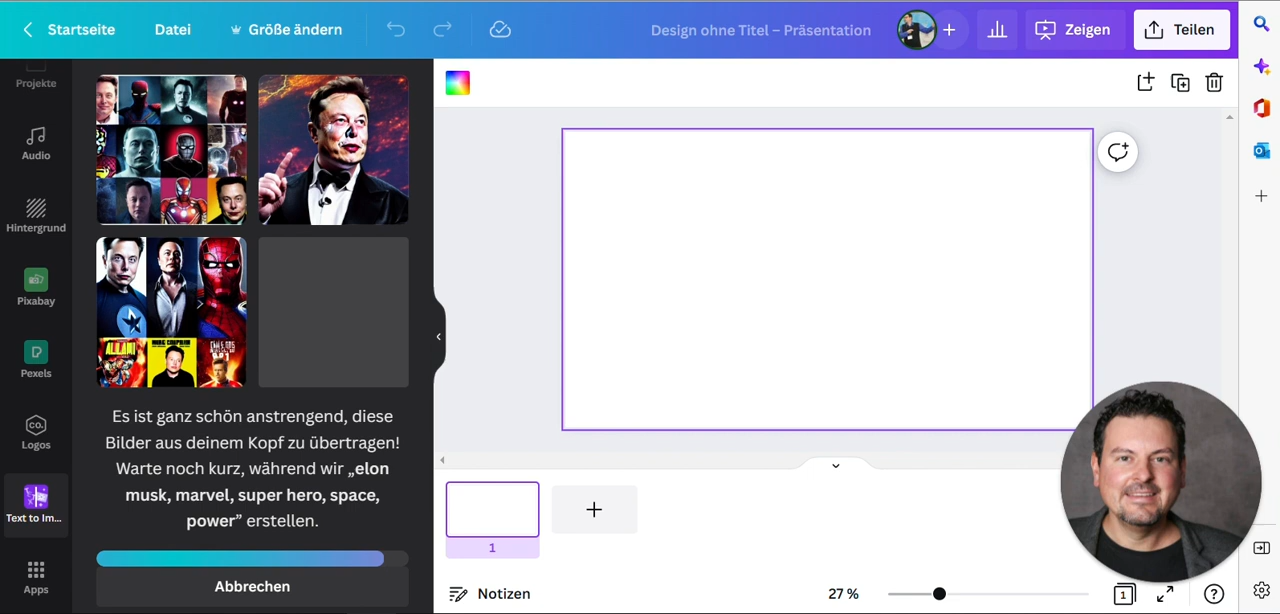 Startseite
Datei
Größe ändern
Design ohne Titel – Präsentation
Zeigen
Teilen
Projekte
Audio
Hintergrund
Pixabay
Pexels
CO.
Logos
Text to Im...
Apps
Es ist ganz schön anstrengend, diese
Bilder aus deinem Kopf zu übertragen!
Warte noch kurz, während wir „elon
musk, marvel, super hero, space,
power” erstellen.
Abbrechen
1
Notizen
27 %
1